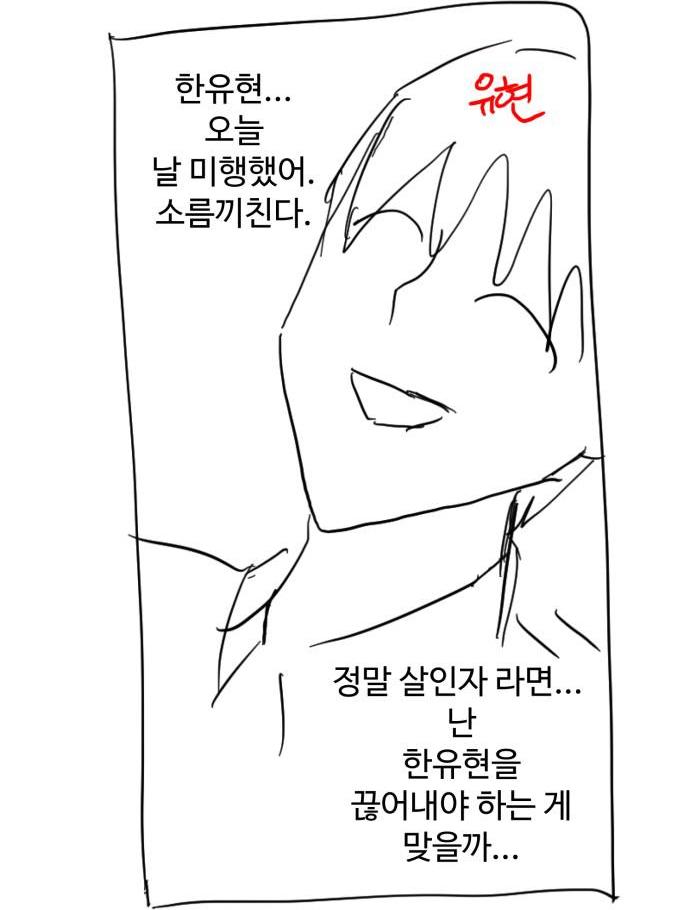 한유현...
오늘
날 미행했어.
소름끼친다.
유현
정말 살인자 라면...
난
한유현을
끊어내야 하는 게
맞을까...